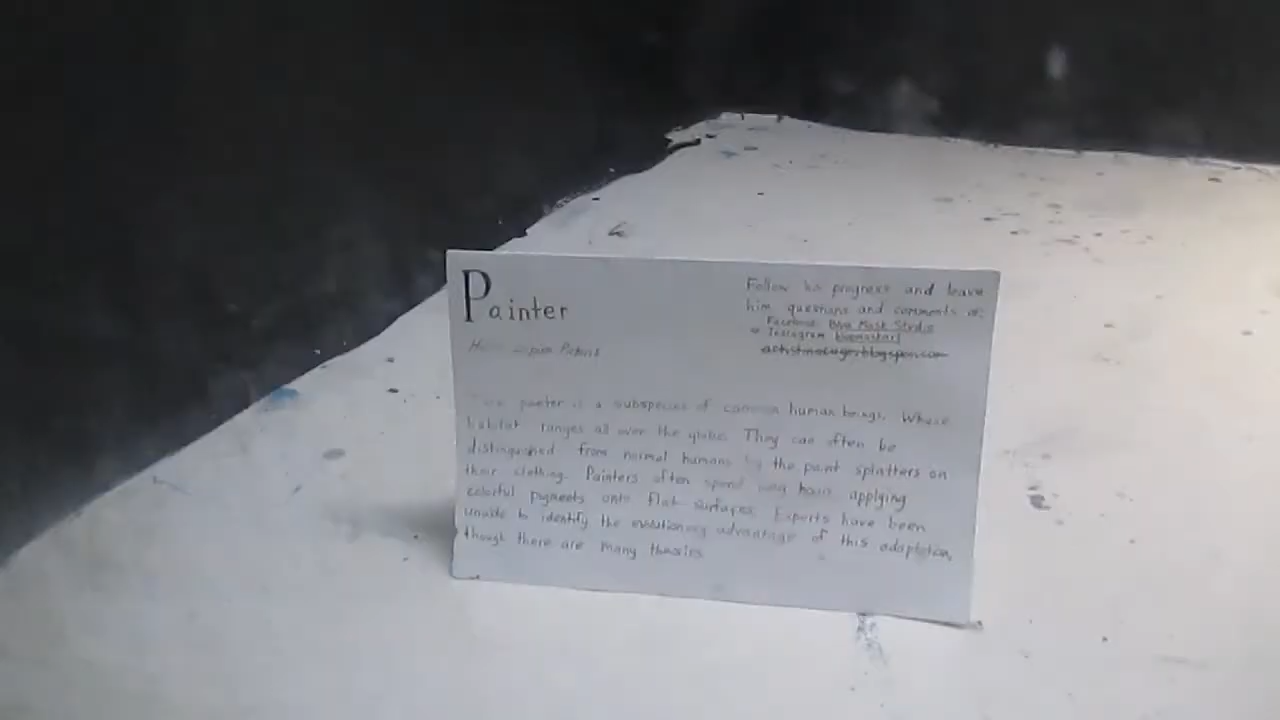 Painter
Follow his progress and leave
him questions and comments at:
Facebook: Blue Mask Studio
Instagram
Pictoris
painter is a subspecies of common human beings. Whose
habitat ranges all over the globe. They can often be
distinguished from normal humans by the paint splatters on
their clothing. Painters often spend long hours applying
colorful pigments onto flat surfaces. Experts have been
unable to identify the evolutionary advantage of this adaptation,
though there are many theories.